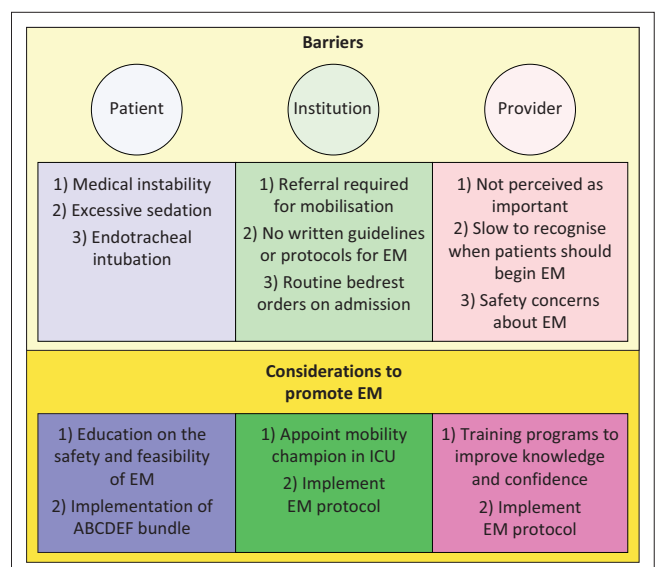 Barriers
Patient
Institution
Provider
1) Medical instability
2) Excessive sedation
3) Endotracheal
intubation
1) Referral required
for mobilisation
2) No written guidelines
or protocols for EM
3) Routine bedrest
orders on admission
1) Not perceived as
important
2) Slow to recognise
when patients should
begin EM
3) Safety concerns
about EM
Considerations to
promote EM
1) Education on the
safety and feasibility
of EM
2) Implementation of
ABCDEF bundle
1) Appoint mobility
champion in ICU
2) Implement
EM protocol
1) Training programs to
improve knowledge
and confidence
2) Implement
EM protocol